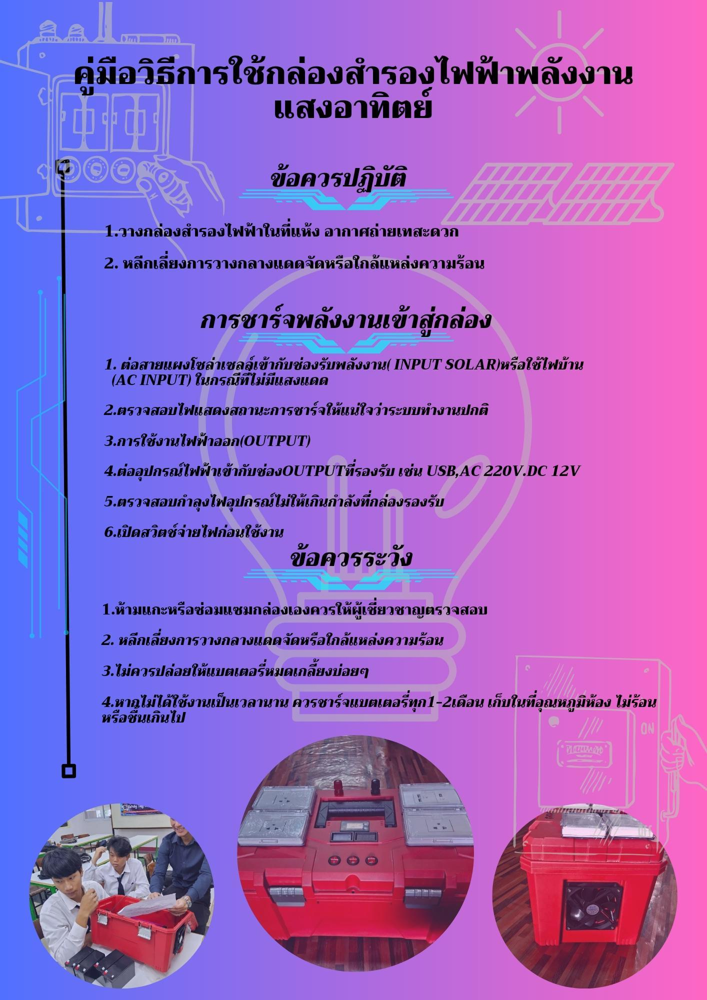 คู่มือวิธีการใช้กล่องสำรองไฟฟ้าพลังงาน
แสงอาทิตย์
ข้อควรปฏิบัติ
1.วางกล่องสำรองไฟฟ้าในที่แห้ง อากาศถ่ายเทสะดวก
2. หลีกเลี่ยงการวางกลางแดดจัดหรือใกล้แหล่งความร้อน
การชาร์จพลังงานเข้าสู่กล่อง
1. ต่อสายแผงโซล่าเซลล์เข้ากับช่องรับพลังงาน( INPUT SOLAR)หรือใช้ไฟบ้าน
(AC INPUT) ในกรณีที่ไม่มีแสงแดด
2.ตรวจสอบไฟแสดงสถานะการชาร์จให้แน่ใจว่าระบบทำงานปกติ
3.การใช้งานไฟฟ้าออก(OUTPUT)
4.ต่ออุปกรณ์ไฟฟ้าเข้ากับช่องOUTPUTที่รองรับ เช่น USB,AC 220V.DC 12V
5.ตรวจสอบกำลุงไฟอุปกรณ์ไม่ให้เกินกำลังที่กล่องรองรับ
6.เปิดสวิตช์จ่ายไฟก่อนใช้งาน
ข้อควรระวัง
1.ห้ามแกะหรือซ่อมแซมกล่องเองควรให้ผู้เชี่ยวชาญตรวจสอบ
2. หลีกเลี่ยงการวางกลางแดดจัดหรือใกล้แหล่งความร้อน
3.ไม่ควรปล่อยให้แบตเตอรี่หมดเกลี้ยงบ่อยๆ
4.หากไม่ได้ใช้งานเป็นเวลานาน ควรชาร์จแบตเตอรี่ทุก1-2เดือน เก็บในที่อุณหภูมิห้อง ไม่ร้อน
หรือชื้นเกินไป
ON